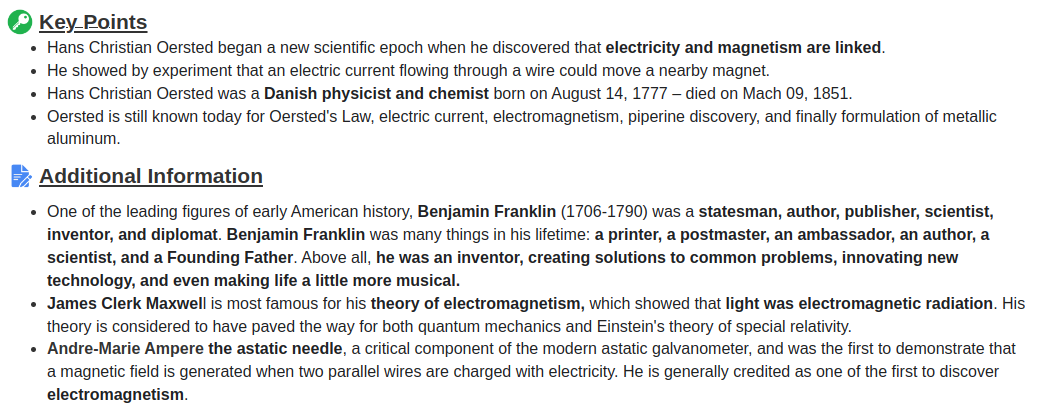 Key Points
• Hans Christian Oersted began a new scientific epoch when he discovered that electricity and magnetism are linked.
• He showed by experiment that an electric current flowing through a wire could move a nearby magnet.
• Hans Christian Oersted was a Danish physicist and chemist born on August 14, 1777 – died on Mach 09, 1851.
• Oersted is still known today for Oersted's Law, electric current, electromagnetism, piperine discovery, and finally formulation of metallic
aluminum.
Additional Information
• One of the leading figures of early American history, Benjamin Franklin (1706-1790) was a statesman, author, publisher, scientist,
inventor, and diplomat. Benjamin Franklin was many things in his lifetime: a printer, a postmaster, an ambassador, an author, a
scientist, and a Founding Father. Above all, he was an inventor, creating solutions to common problems, innovating new
technology, and even making life a little more musical.
• James Clerk Maxwell is most famous for his theory of electromagnetism, which showed that light was electromagnetic radiation. His
theory is considered to have paved the way for both quantum mechanics and Einstein's theory of special relativity.
• Andre-Marie Ampere the astatic needle, a critical component of the modern astatic galvanometer, and was the first to demonstrate that
a magnetic field is generated when two parallel wires are charged with electricity. He is generally credited as one of the first to discover
electromagnetism.